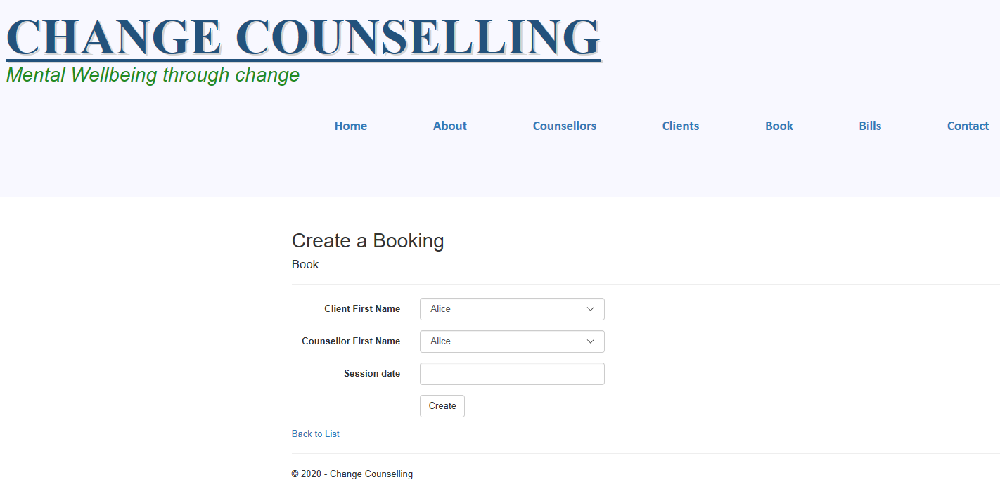 CHANGE COUNSELLING
Mental Wellbeing through change
Home About Counsellors Clients Book Bills Contact
Create a Booking
Book
Client First Name Alice
Counsellor First Name Alice
Session date
Create
Back to List
© 2020 - Change Counselling